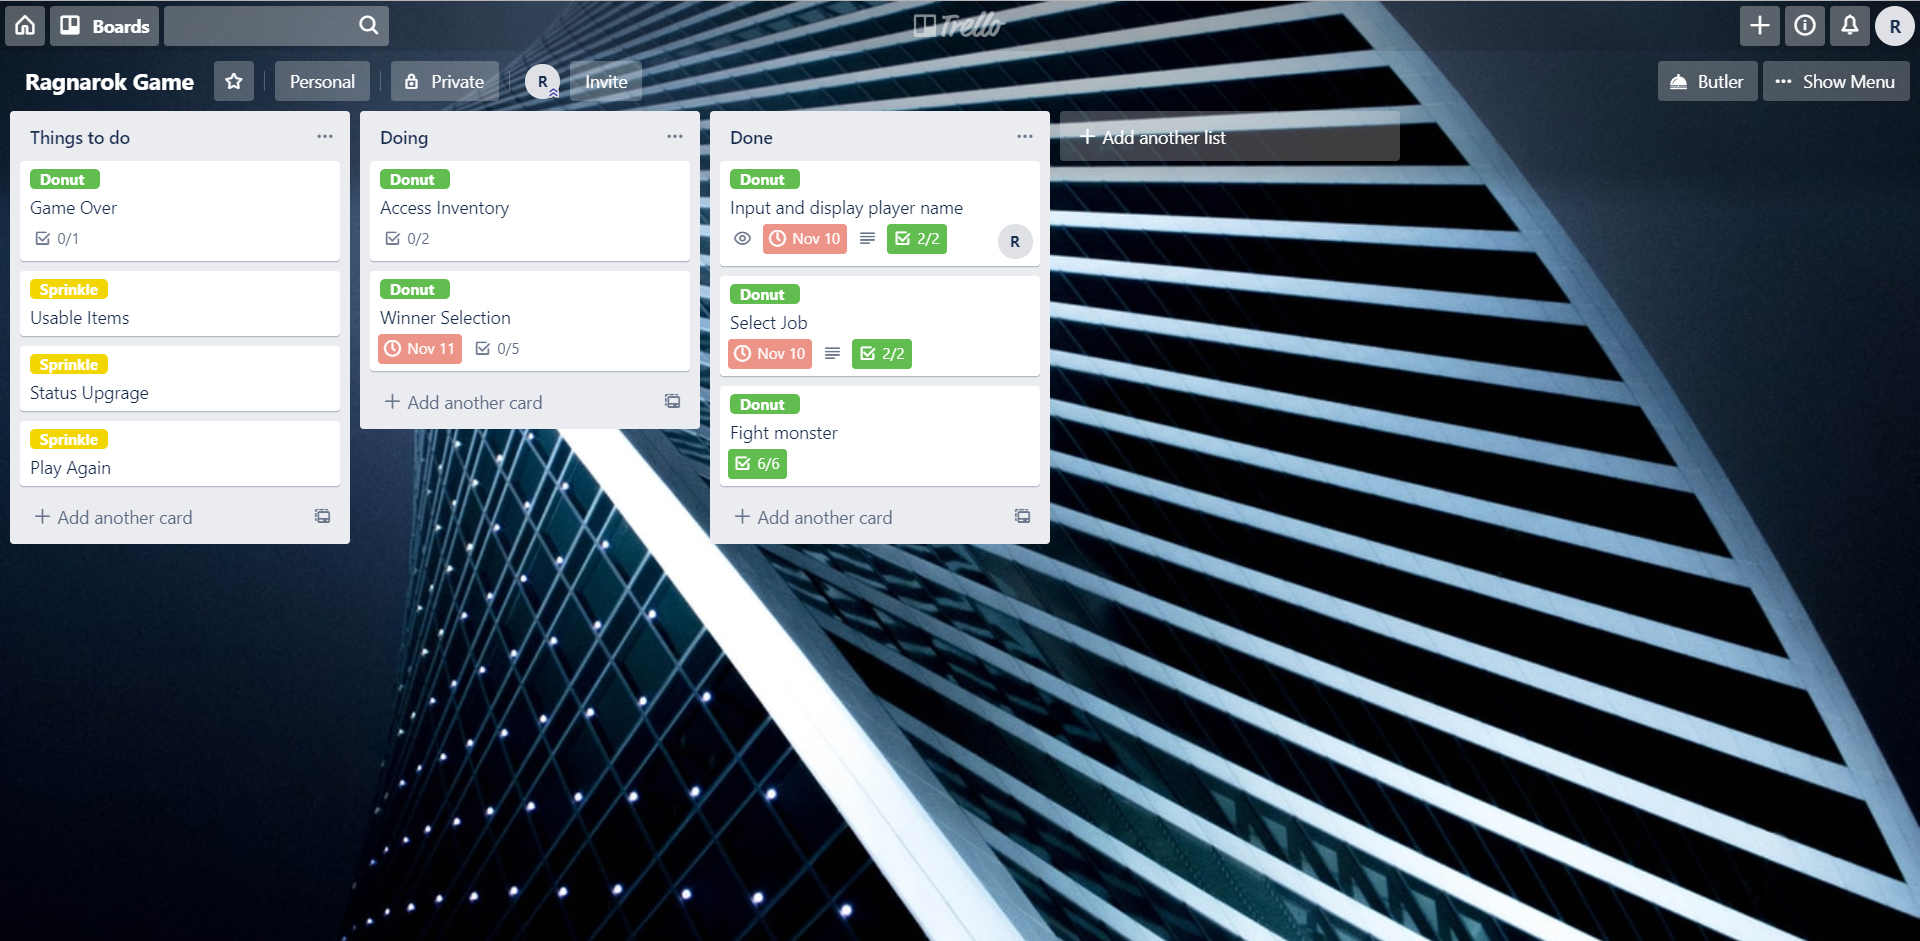 Boards
Trello
R
Ragnarok Game
Personal
Private
R
Invite
Butler
Show Menu
Things to do
Donut
Game Over
0/1
Sprinkle
Usable Items
Sprinkle
Status Upgrage
Sprinkle
Play Again
Add another card
Doing
Donut
Access Inventory
0/2
Donut
Winner Selection
Nov 11 0/5
Add another card
Done
Donut
Input and display player name
Nov 10 2/2
R
Donut
Select Job
Nov 10 2/2
Donut
Fight monster
6/6
Add another card
Add another list